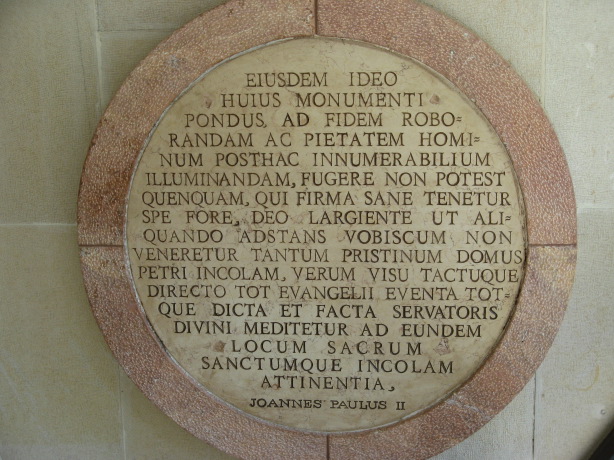 EIUSDEM IDEO
HUIUS MONUMENTI
PONDUS, AD FIDEM ROBO=
RANDAM AC PIETATEM HOMI=
NUM POSTHAC INNUMERABILIUM
ILLUMINANDAM, FUGERE NON POTEST
QUENQUAM, QUI FIRMA SANE TENETUR
SPE FORE, DEO LARGIENTE UT ALI=
QUANDO ADSTANS VOBISCUM NON
VENERETUR TANTUM PRISTINUM DOMUS
PETRI INCOLAM, VERUM VISU TACTUQUE
DIRECTO TOT EVANGELII EVENTA TOT=
QUE DICTA ET FACTA SERVATORIS
DIVINI MEDITETUR AD EUNDEM
LOCUM SACRUM
SANCTUMQUE INCOLAM
ATTINENTIA,
JOANNES PAULUS II